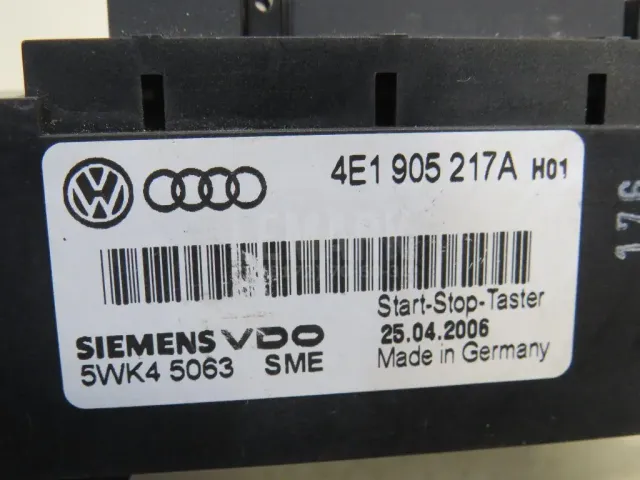 4E1 905 217A H01
Start-Stop-Taster
SIEMENS VDO 25.04.2006
5WK4 5063 SME Made in Germany
176